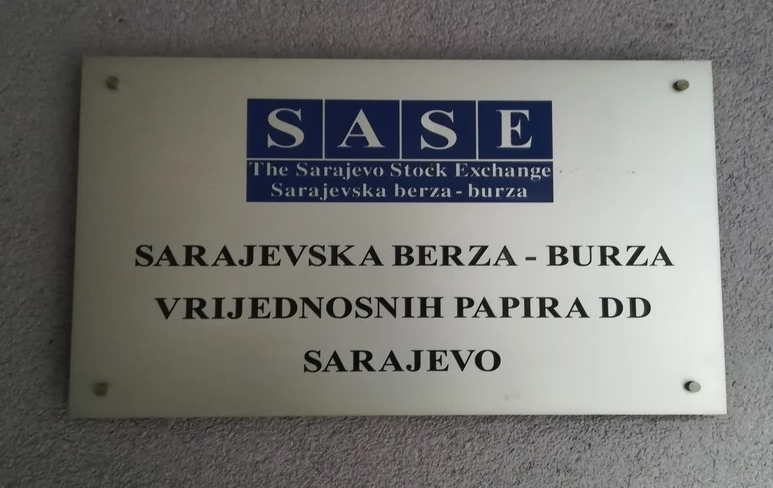 SASE
The Sarajevo Stock Exchange
Sarajevska berza - burza
SARAJEVSKA BERZA - BURZA
VRIJEDNOSNIH PAPIRA DD
SARAJEVO